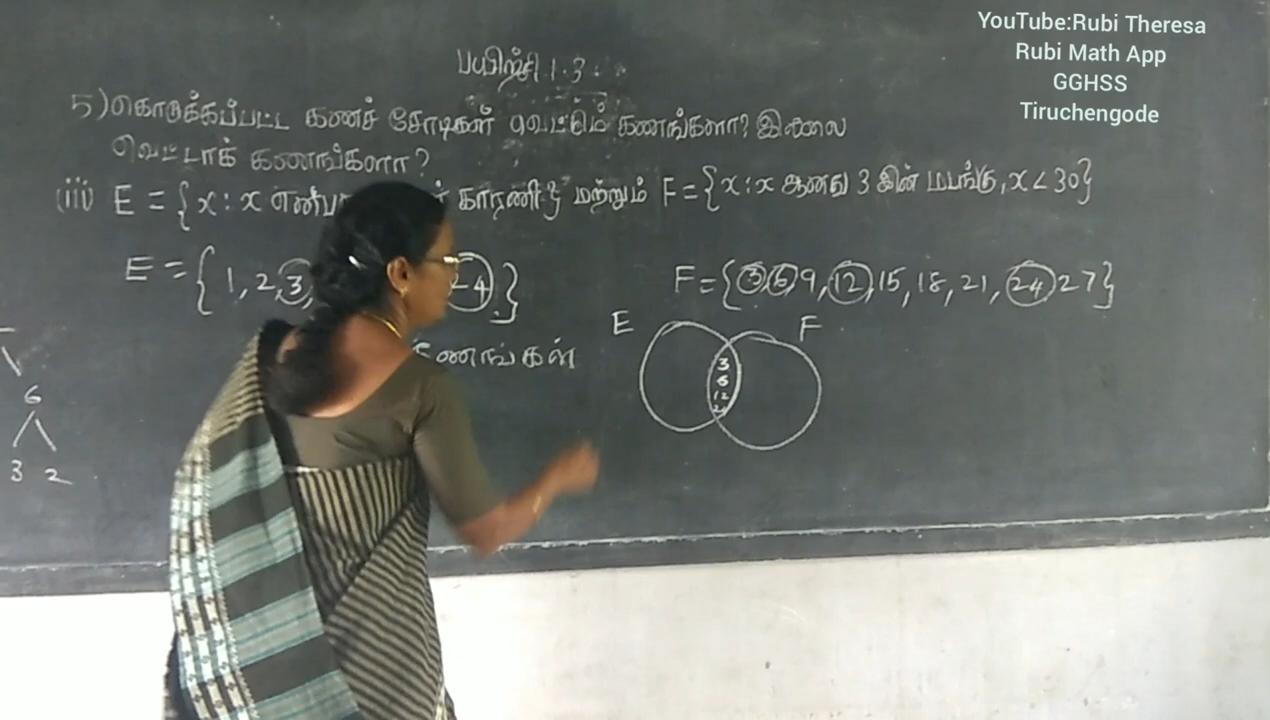 YouTube:Rubi Theresa
Rubi Math App
GGHSS
Tiruchengode
பயிற்சி 1.3
5) கொடுக்கப்பட்ட கணச் சோடிகள் வெட்டும் கணங்களா? இல்லை
வெட்டாக் கணங்களா?
(iii) E = {x : x காரணி} மற்றும் F = {x : x ஆனது 3 இன் மடங்கு, x < 30}
E = {1, 2, 3, 24}
F = {3, 6, 9, 12, 15, 18, 21, 24 27}
கணங்கள்
E F
3
6
12
24
6
3 2